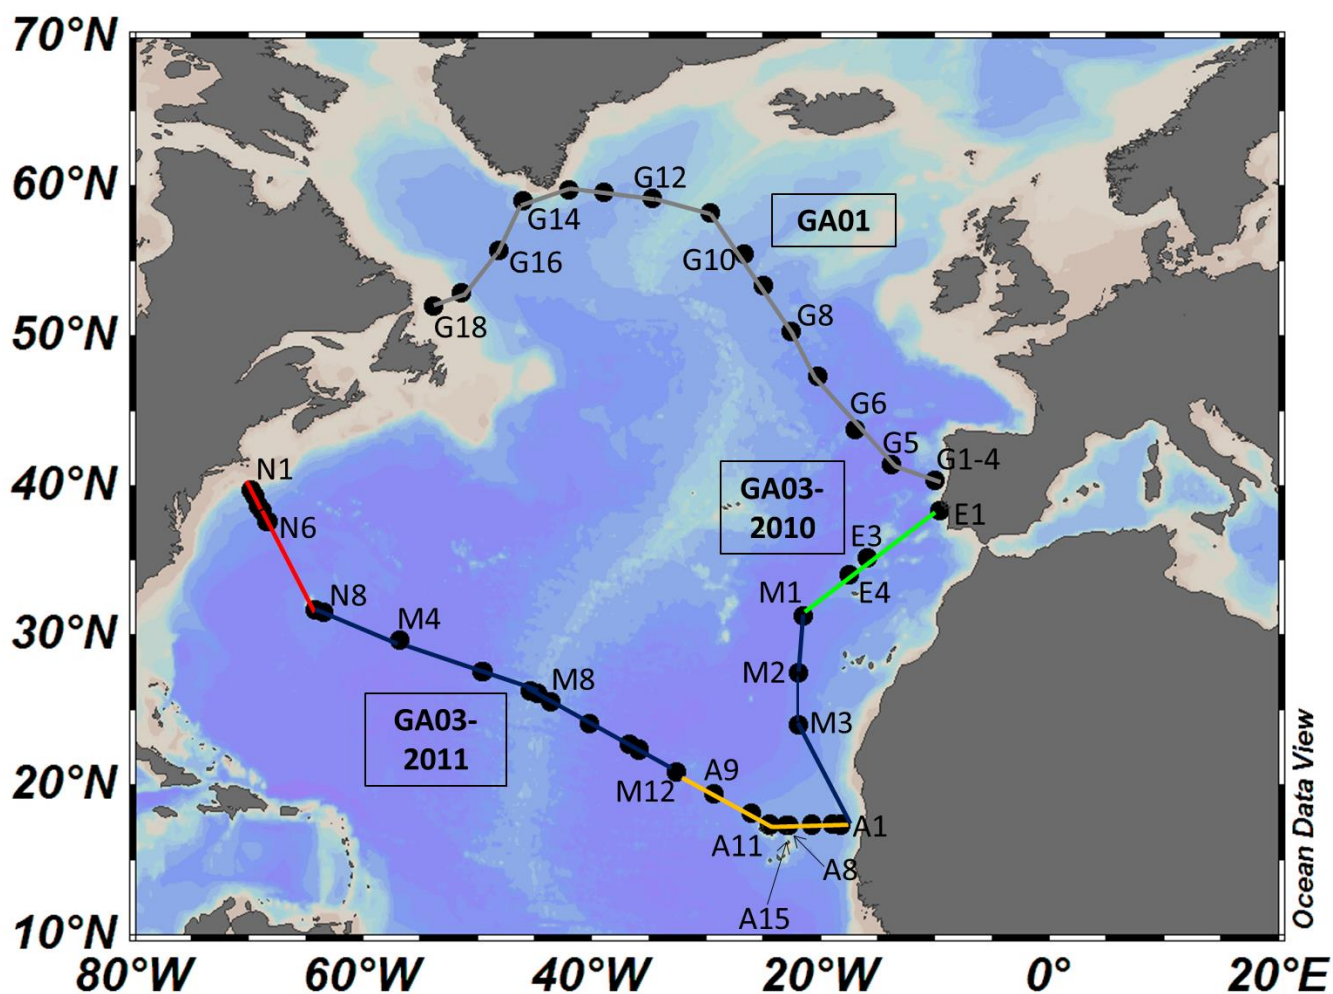 70°N
60°N
50°N
40°N
30°N
20°N
10°N
80°W
60°W
40°W
20°W
0°
20°E
G12
GA01
G14
G10
G16
G18
G8
G6
G5
G1-4
N1
N6
GA03-
2010
E1
E3
E4
M1
N8
M4
M2
M8
M3
GA03-
2011
M12
A9
A11
A1
A8
A15
Ocean Data View